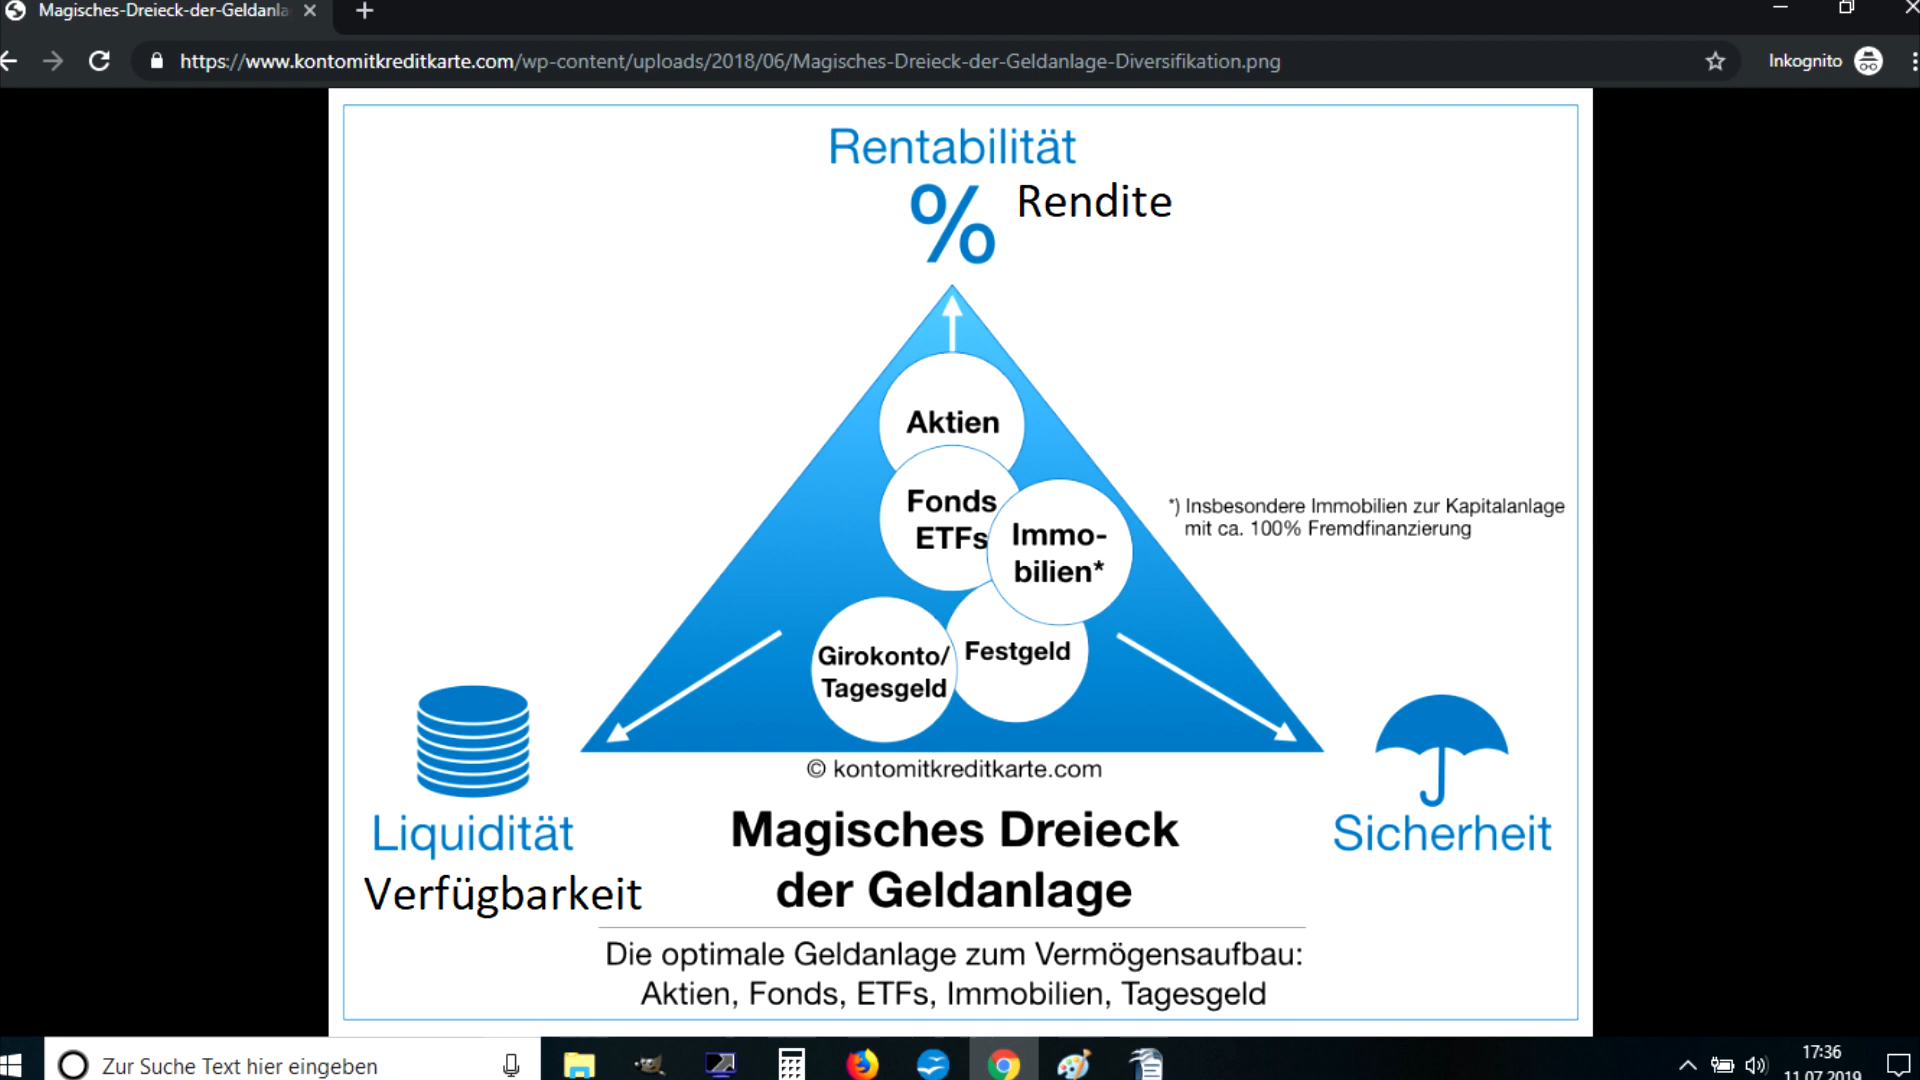 Magisches-Dreieck-der-Geldanla
https://www.kontomitkreditkarte.com/wp-content/uploads/2018/06/Magisches-Dreieck-der-Geldanlage-Diversifikation.png
Inkognito
Rentabilität
% Rendite
Aktien
Fonds
ETFs
Immo-
bilien*
*) Insbesondere Immobilien zur Kapitalanlage
mit ca. 100% Fremdfinanzierung
Girokonto/
Tagesgeld
Festgeld
© kontomitkreditkarte.com
Liquidität
Verfügbarkeit
Sicherheit
Magisches Dreieck
der Geldanlage
Die optimale Geldanlage zum Vermögensaufbau:
Aktien, Fonds, ETFs, Immobilien, Tagesgeld
Zur Suche Text hier eingeben
17:36
11.07.2019